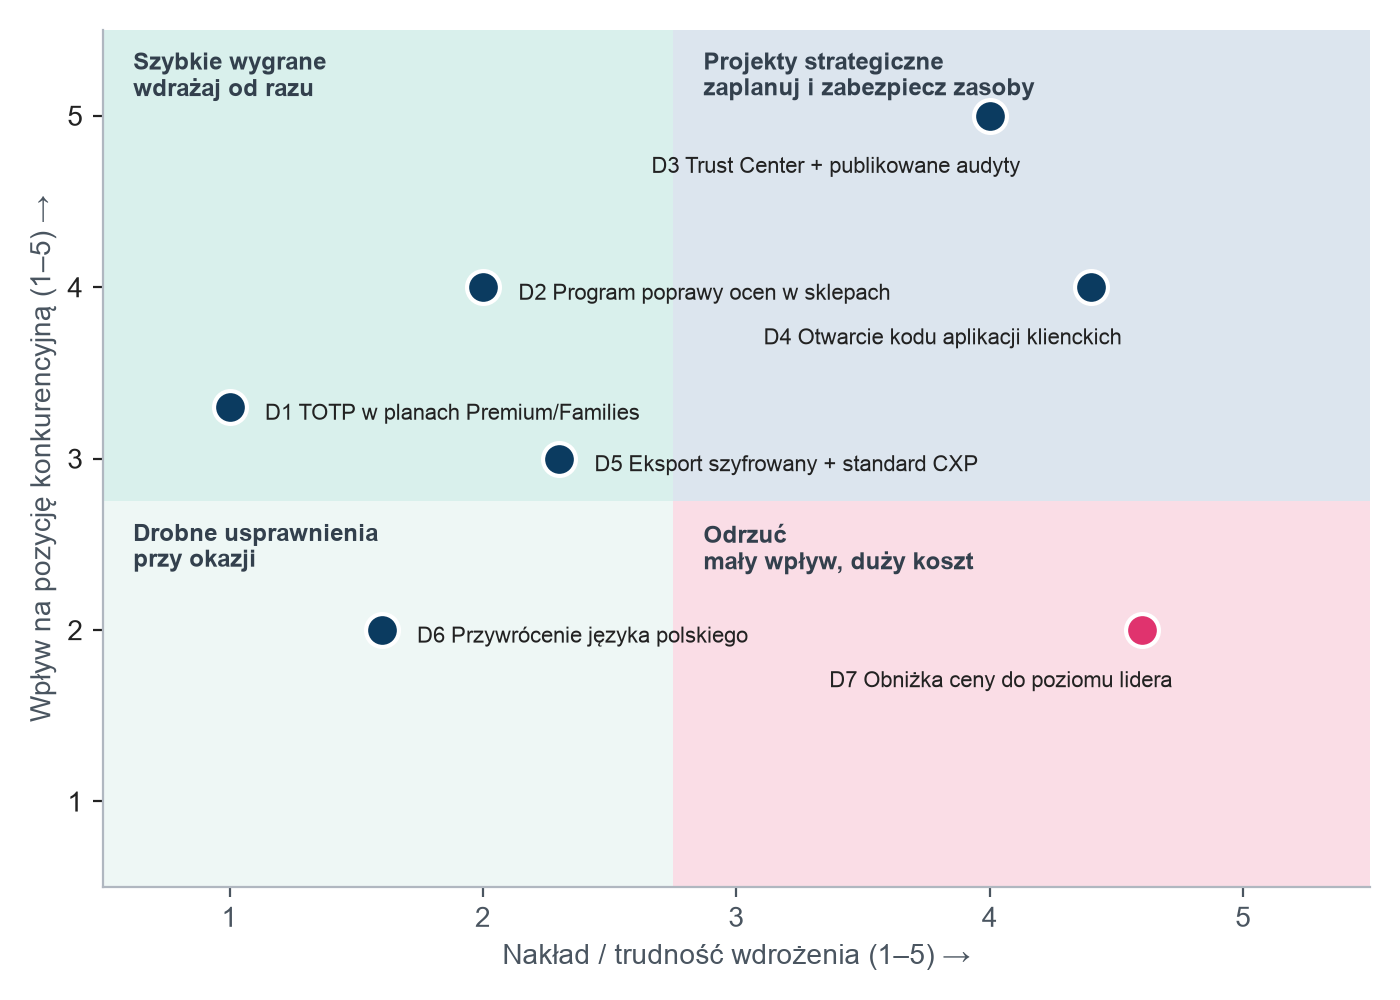 Szybkie wygrane
wdrażaj od razu
Projekty strategiczne
zaplanuj i zabezpiecz zasoby
D3 Trust Center + publikowane audyty
D2 Program poprawy ocen w sklepach
D4 Otwarcie kodu aplikacji klienckich
D1 TOTP w planach Premium/Families
D5 Eksport szyfrowany + standard CXP
Drobne usprawnienia
przy okazji
Odrzuć
mały wpływ, duży koszt
D6 Przywrócenie języka polskiego
D7 Obniżka ceny do poziomu lidera
Wpływ na pozycję konkurencyjną (1–5) →
5
4
3
2
1
1
2
3
4
5
Nakład / trudność wdrożenia (1–5) →